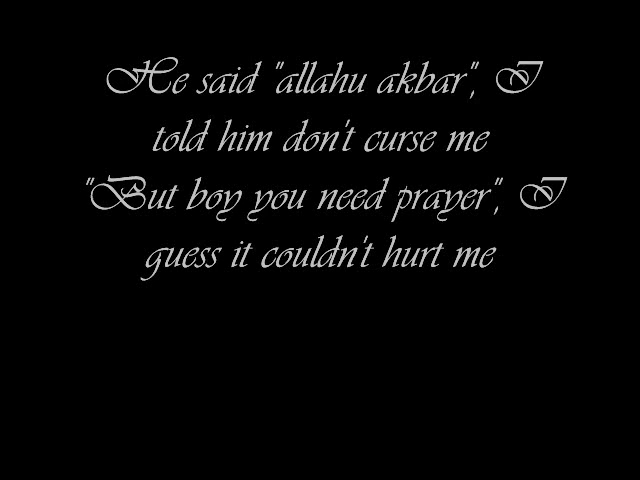 He said "allahu akbar", I
told him don't curse me
"But boy you need prayer", I
guess it couldn't hurt me